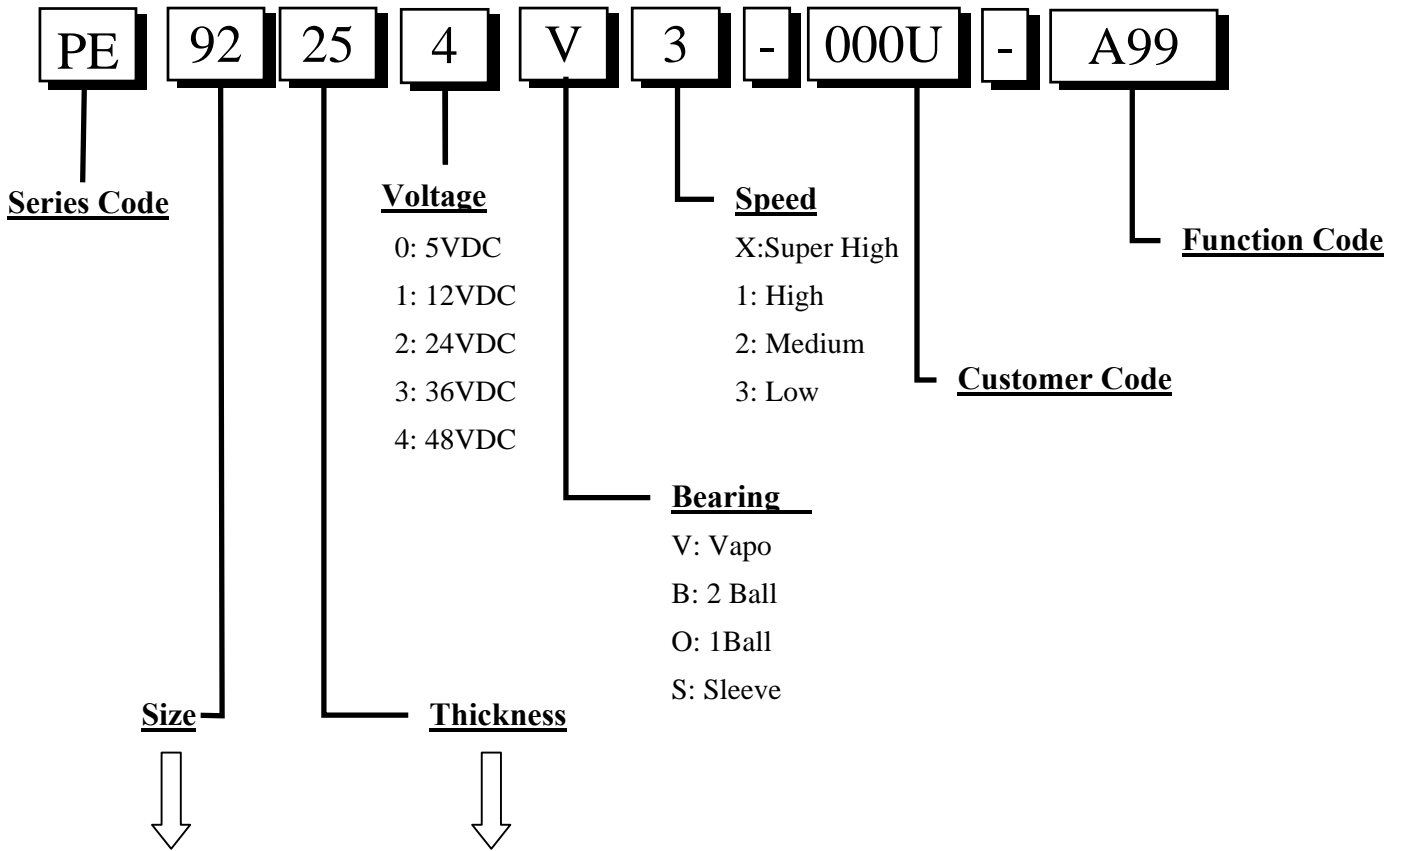 PE 92 25 4 V 3 - 000U - A99
Series Code
Voltage
0: 5VDC
1: 12VDC
2: 24VDC
3: 36VDC
4: 48VDC
Speed
X:Super High
1: High
2: Medium
3: Low
Function Code
Customer Code
Bearing
V: Vapo
B: 2 Ball
O: 1Ball
S: Sleeve
Size
Thickness